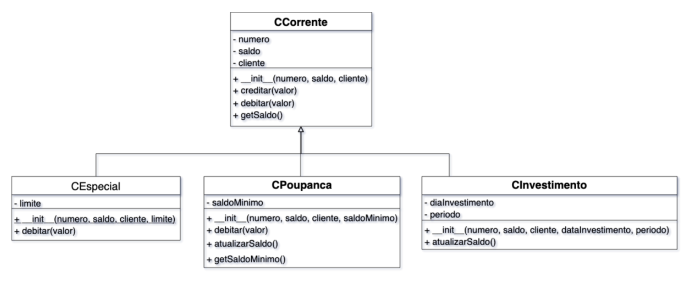 CCorrente
- numero
- saldo
- cliente
+ __init__(numero, saldo, cliente)
+ creditar(valor)
+ debitar(valor)
+ getSaldo()
CEspecial
- limite
+ __init__(numero, saldo, cliente, limite)
+ debitar(valor)
CPoupanca
- saldoMinimo
+ __init__(numero, saldo, cliente, saldoMinimo)
+ debitar(valor)
+ atualizarSaldo()
+ getSaldoMinimo()
CInvestimento
- diaInvestimento
- periodo
+ __init__(numero, saldo, cliente, dataInvestimento, periodo)
+ atualizarSaldo()